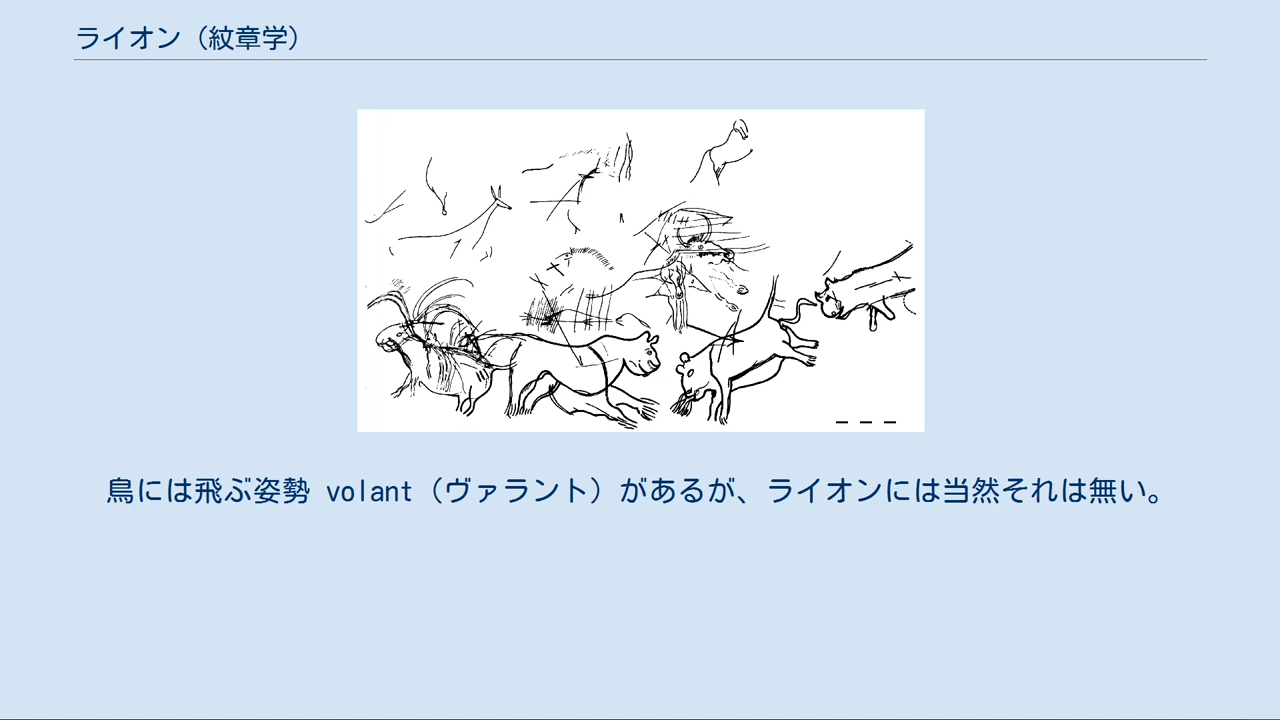 ライオン（紋章学）
鳥には飛ぶ姿勢 volant（ヴァラント）があるが、ライオンには当然それは無い。